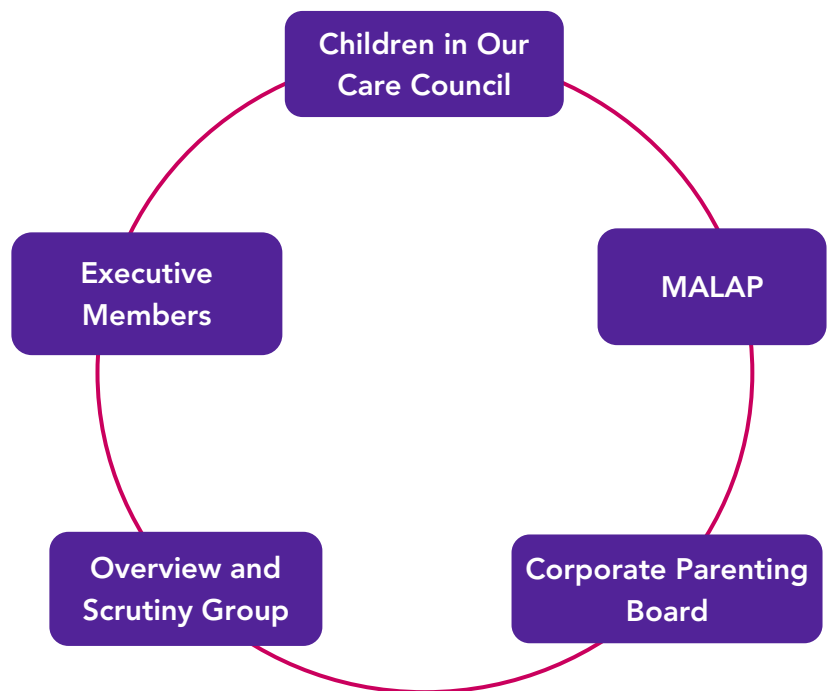 Children in Our
Care Council
Executive
Members
MALAP
Overview and
Scrutiny Group
Corporate Parenting
Board